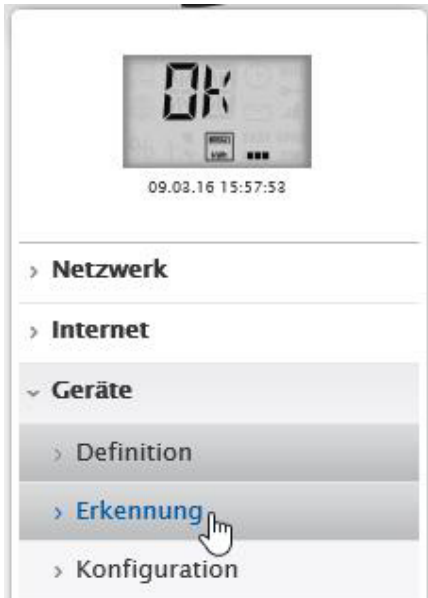 OK
09.03.16 15:57:53
Netzwerk
Internet
Geräte
Definition
Erkennung
Konfiguration